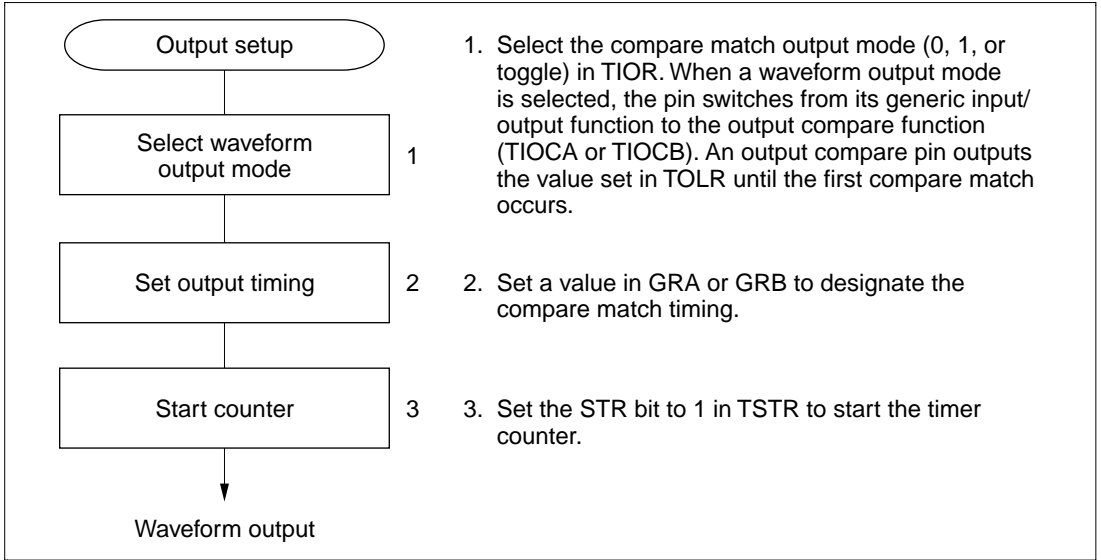 Output setup
Select waveform
output mode
1
1. Select the compare match output mode (0, 1, or
toggle) in TIOR. When a waveform output mode
is selected, the pin switches from its generic input/
output function to the output compare function
(TIOCA or TIOCB). An output compare pin outputs
the value set in TOLR until the first compare match
occurs.
Set output timing
2
2. Set a value in GRA or GRB to designate the
compare match timing.
Start counter
3
3. Set the STR bit to 1 in TSTR to start the timer
counter.
Waveform output